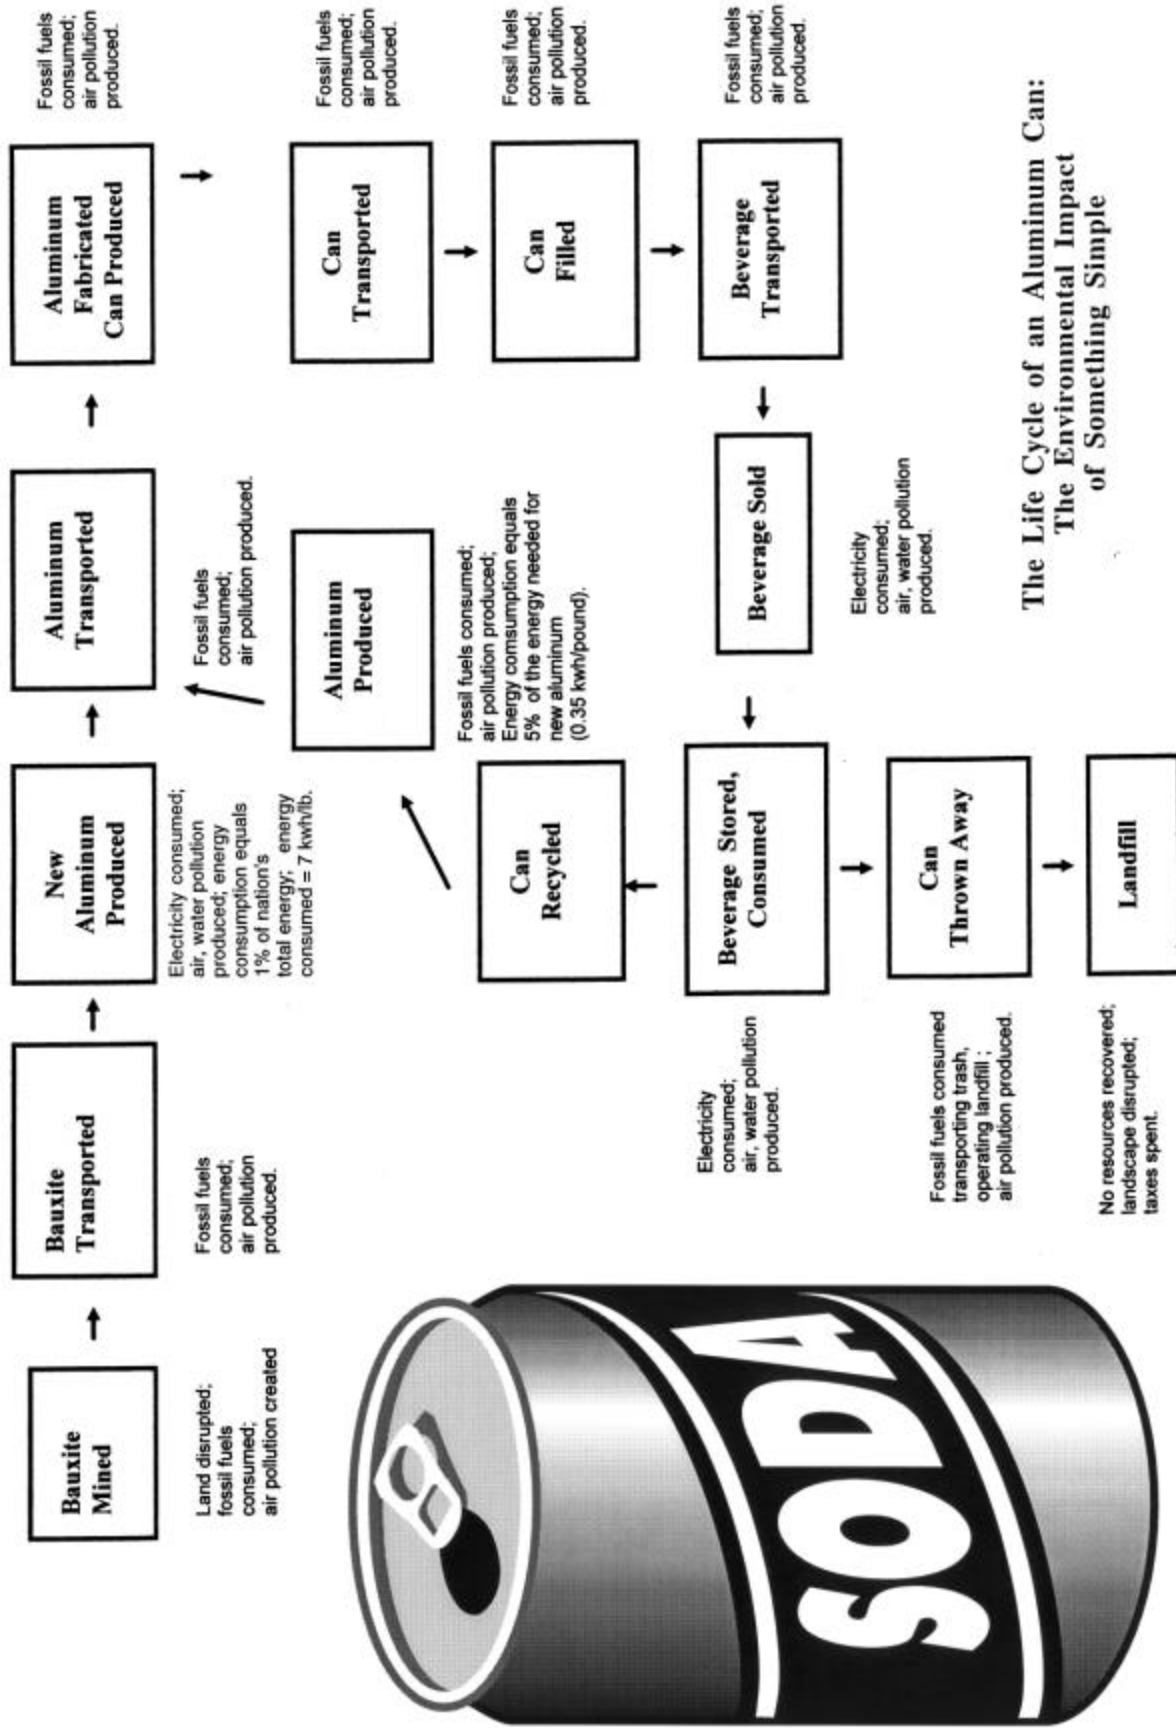 Bauxite
Mined
Land disrupted;
fossil fuels
consumed;
air pollution created
Bauxite
Transported
Fossil fuels
consumed;
air pollution
produced.
New
Aluminum
Produced
Electricity consumed;
air, water pollution
produced; energy
consumption equals
1% of nation's
total energy; energy
consumed = 7 kwh/lb.
Aluminum
Transported
Fossil fuels
consumed;
air pollution produced.
Aluminum
Fabricated
Can Produced
Fossil fuels
consumed;
air pollution
produced.
Can
Transported
Fossil fuels
consumed;
air pollution
produced.
Can
Filled
Fossil fuels
consumed;
air pollution
produced.
Beverage
Transported
Fossil fuels
consumed;
air pollution
produced.
Beverage Sold
Electricity
consumed;
air, water pollution
produced.
Beverage Stored,
Consumed
Electricity
consumed;
air, water pollution
produced.
Can
Recycled
Aluminum
Produced
Fossil fuels consumed;
air pollution produced;
Energy comsumption equals
5% of the energy needed for
new aluminum
(0.35 kwh/pound).
Can
Thrown Away
Fossil fuels consumed
transporting trash,
operating landfill ;
air pollution produced.
Landfill
No resources recovered;
landscape disrupted;
taxes spent.
SODA
The Life Cycle of an Aluminum Can:
The Environmental Impact
of Something Simple